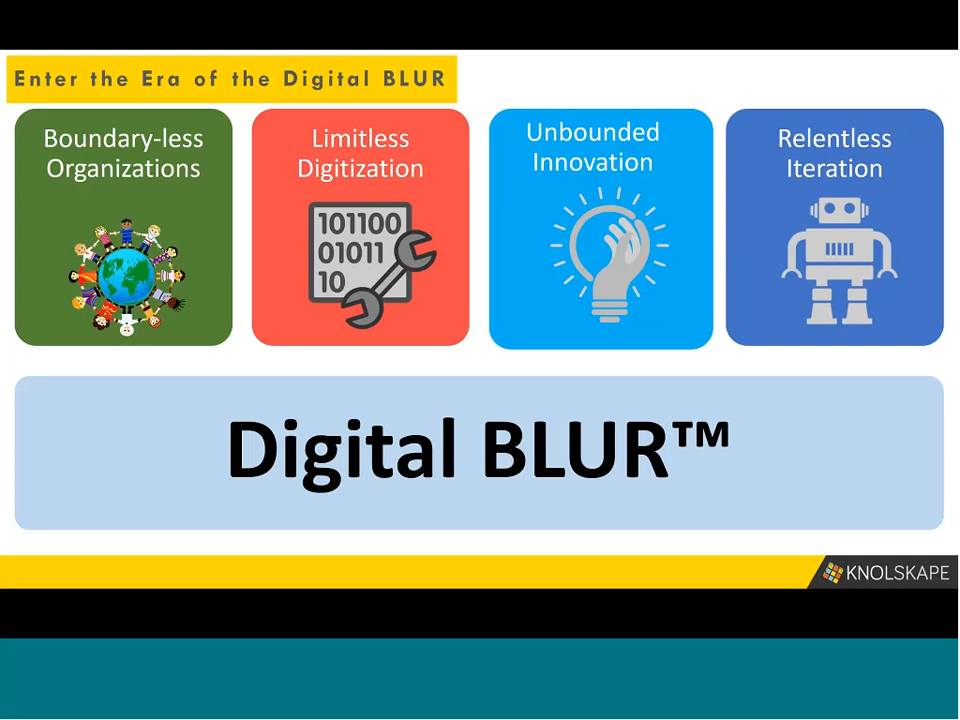 Enter the Era of the Digital BLUR
Boundary-less
Organizations
Limitless
Digitization
101100
01011
10
Unbounded
Innovation
Relentless
Iteration
Digital BLUR™
KNOLSKAPE